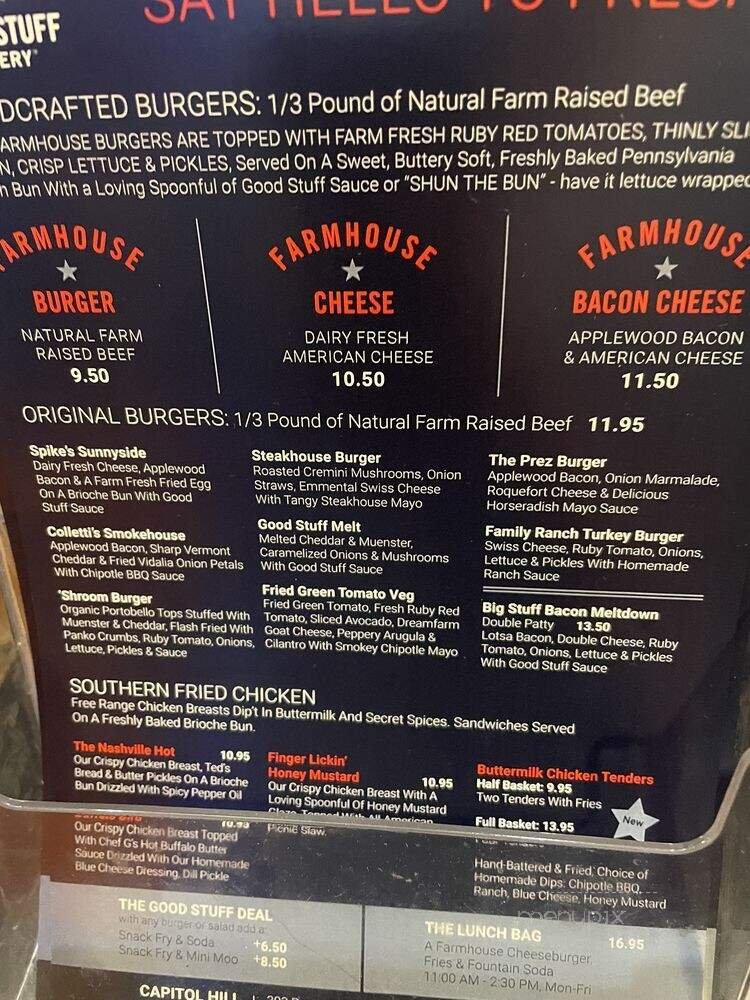 STUFF
ERY
SAY HELLO TO
DCRAFTED BURGERS: 1/3 Pound of Natural Farm Raised Beef
ARMHOUSE BURGERS ARE TOPPED WITH FARM FRESH RUBY RED TOMATOES, THINLY SLI
N, CRISP LETTUCE & PICKLES, Served On A Sweet, Buttery Soft, Freshly Baked Pennsylvania
n Bun With a Loving Spoonful of Good Stuff Sauce or "SHUN THE BUN" - have it lettuce wrapped
FARMHOUSE
BURGER
NATURAL FARM
RAISED BEEF
9.50
FARMHOUSE
CHEESE
DAIRY FRESH
AMERICAN CHEESE
10.50
FARMHOUSE
BACON CHEESE
APPLEWOOD BACON
& AMERICAN CHEESE
11.50
ORIGINAL BURGERS: 1/3 Pound of Natural Farm Raised Beef 11.95
Spike's Sunnyside
Dairy Fresh Cheese, Applewood
Bacon & A Farm Fresh Fried Egg
On A Brioche Bun With Good
Stuff Sauce
Colletti's Smokehouse
Applewood Bacon, Sharp Vermont
Cheddar & Fried Vidalia Onion Petals
With Chipotle BBQ Sauce
'Shroom Burger
Organic Portobello Tops Stuffed With
Muenster & Cheddar, Flash Fried With
Panko Crumbs, Ruby Tomato, Onions,
Lettuce, Pickles & Sauce
Steakhouse Burger
Roasted Cremini Mushrooms, Onion
Straws, Emmental Swiss Cheese
With Tangy Steakhouse Mayo
Good Stuff Melt
Melted Cheddar & Muenster,
Caramelized Onions & Mushrooms
With Good Stuff Sauce
Fried Green Tomato Veg
Fried Green Tomato, Fresh Ruby Red
Tomato, Sliced Avocado, Dreamfarm
Goat Cheese, Peppery Arugula &
Cilantro With Smokey Chipotle Mayo
The Prez Burger
Applewood Bacon, Onion Marmalade,
Roquefort Cheese & Delicious
Horseradish Mayo Sauce
Family Ranch Turkey Burger
Swiss Cheese, Ruby Tomato, Onions,
Lettuce & Pickles With Homemade
Ranch Sauce
Big Stuff Bacon Meltdown
Double Patty 13.50
Lotsa Bacon, Double Cheese, Ruby
Tomato, Onions, Lettuce & Pickles
With Good Stuff Sauce
SOUTHERN FRIED CHICKEN
Free Range Chicken Breasts Dip't In Buttermilk And Secret Spices. Sandwiches Served
On A Freshly Baked Brioche Bun.
The Nashville Hot 10.95
Our Crispy Chicken Breast, Ted's
Bread & Butter Pickles On A Brioche
Bun Drizzled With Spicy Pepper Oil
10.95
Our Crispy Chicken Breast Topped
With Chef G's Hot Buffalo Butter
Sauce Drizzled With Our Homemade
Blue Cheese Dressing, Dill Pickle
Finger Lickin'
Honey Mustard 10.95
Our Crispy Chicken Breast With A
Loving Spoonful Of Honey Mustard
Glaze Topped With All American
Picnic Slaw.
Buttermilk Chicken Tenders
Half Basket: 9.95
Two Tenders With Fries
Full Basket: 13.95
New
Hand-Battered & Fried, Choice of
Homemade Dips: Chipotle BBQ,
Ranch, Blue Cheese, Honey Mustard
THE GOOD STUFF DEAL
with any burger or salad add a:
Snack Fry & Soda +6.50
Snack Fry & Mini Moo +8.50
THE LUNCH BAG 16.95
A Farmhouse Cheeseburger,
Fries & Fountain Soda
11:00 AM - 2:30 PM, Mon-Fri
menupix
CAPITOL HILL